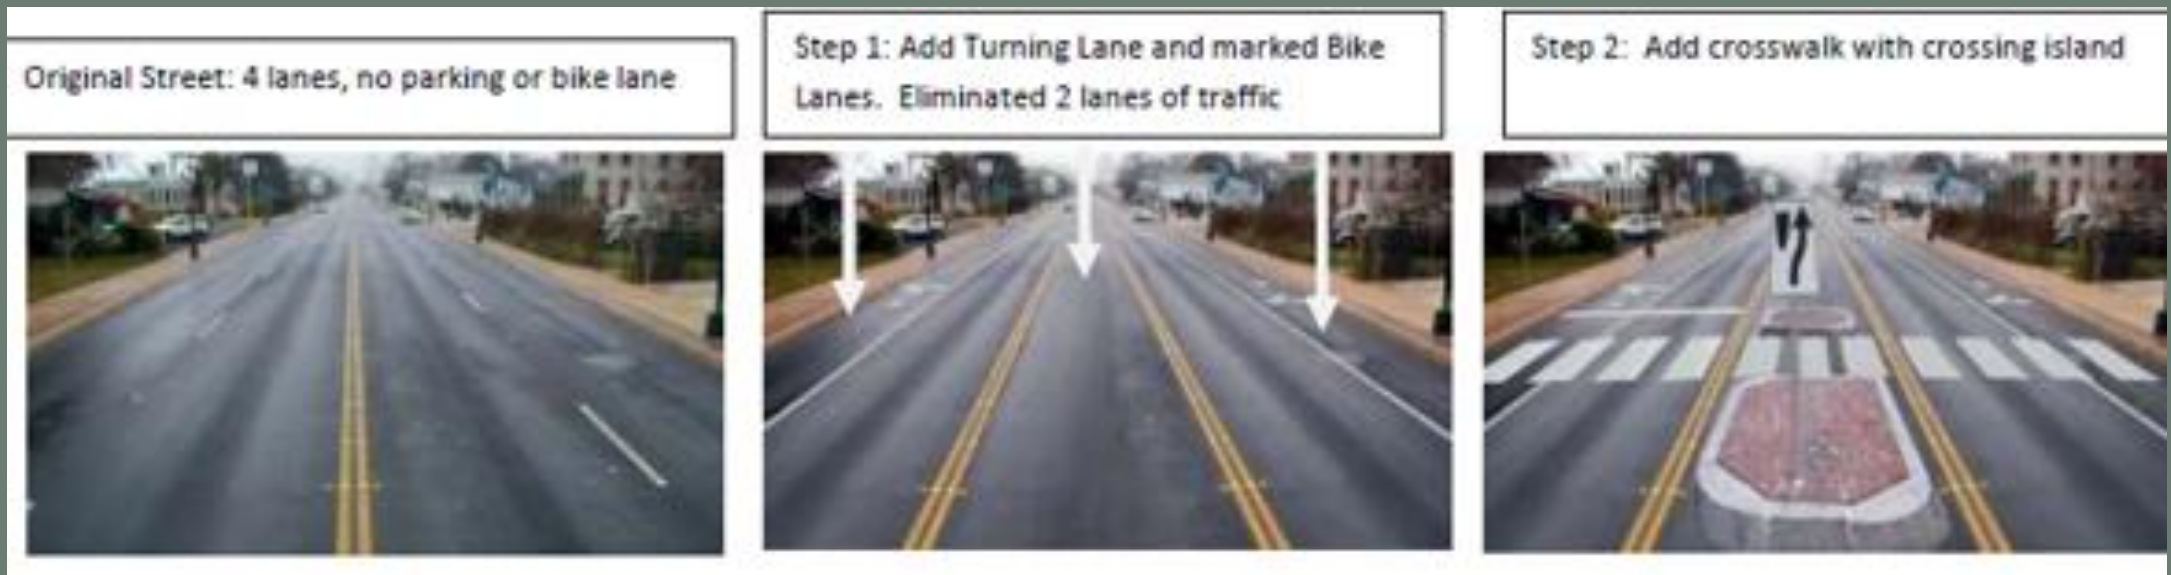 Original Street: 4 lanes, no parking or bike lane
Step 1: Add Turning Lane and marked Bike
Lanes.  Eliminated 2 lanes of traffic
Step 2:  Add crosswalk with crossing island